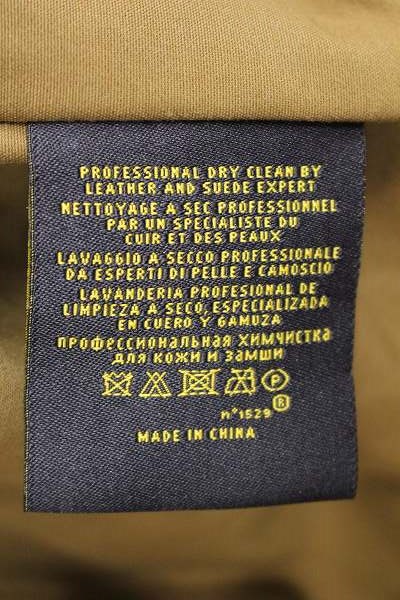 PROFESSIONAL DRY CLEAN BY
LEATHER AND SUEDE EXPERT
NETTOYAGE A SEC PROFESSIONNEL
PAR UN SPECIALISTE DU
CUIR ET DES PEAUX
LAVAGGIO A SECCO PROFESSIONALE
DA ESPERTI DI PELLE E CAMOSCIO
LAVANDERIA PROFESIONAL DE
LIMPIEZA A SECO, ESPECIALIZADA
EN CUERO Y GAMUZA
ПРОФЕССИОНАЛЬНАЯ ХИМЧИСТКА
ДЛЯ КОЖИ И ЗАМШИ
P
n°1529 ®
MADE IN CHINA